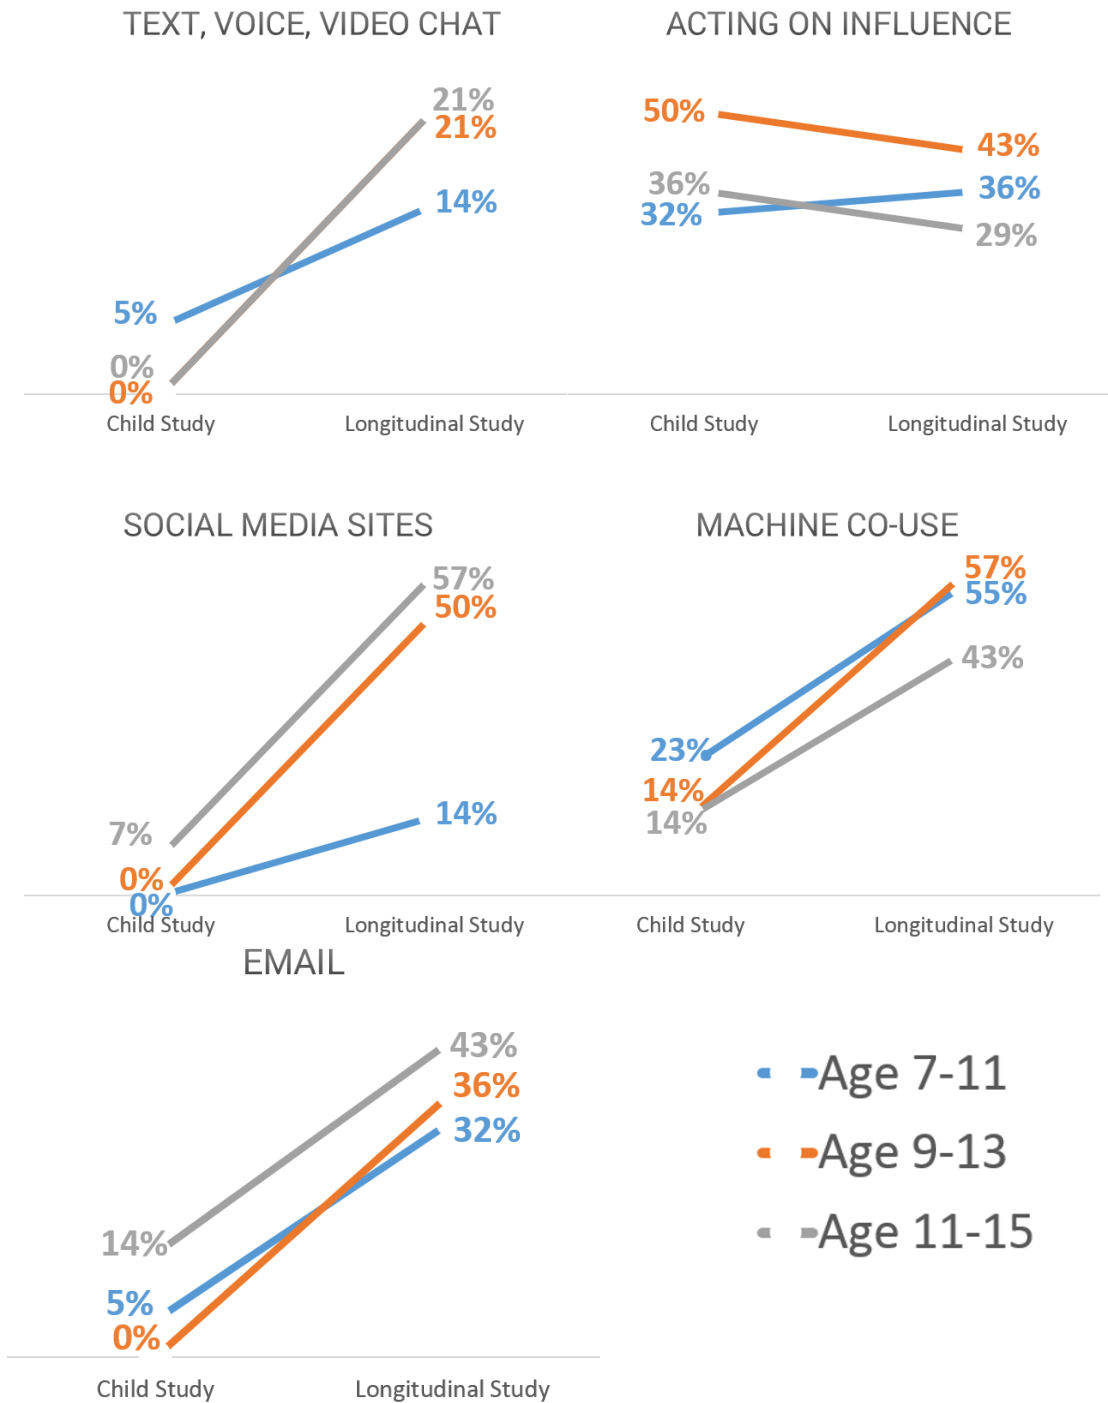 TEXT, VOICE, VIDEO CHAT
21%
21%
14%
5%
0%
0%
Child Study
Longitudinal Study
ACTING ON INFLUENCE
50%
43%
36%
36%
32%
29%
Child Study
Longitudinal Study
SOCIAL MEDIA SITES
57%
50%
14%
7%
0%
0%
Child Study
Longitudinal Study
MACHINE CO-USE
57%
55%
43%
23%
14%
14%
Child Study
Longitudinal Study
EMAIL
43%
36%
32%
14%
5%
0%
Child Study
Longitudinal Study
Age 7-11
Age 9-13
Age 11-15